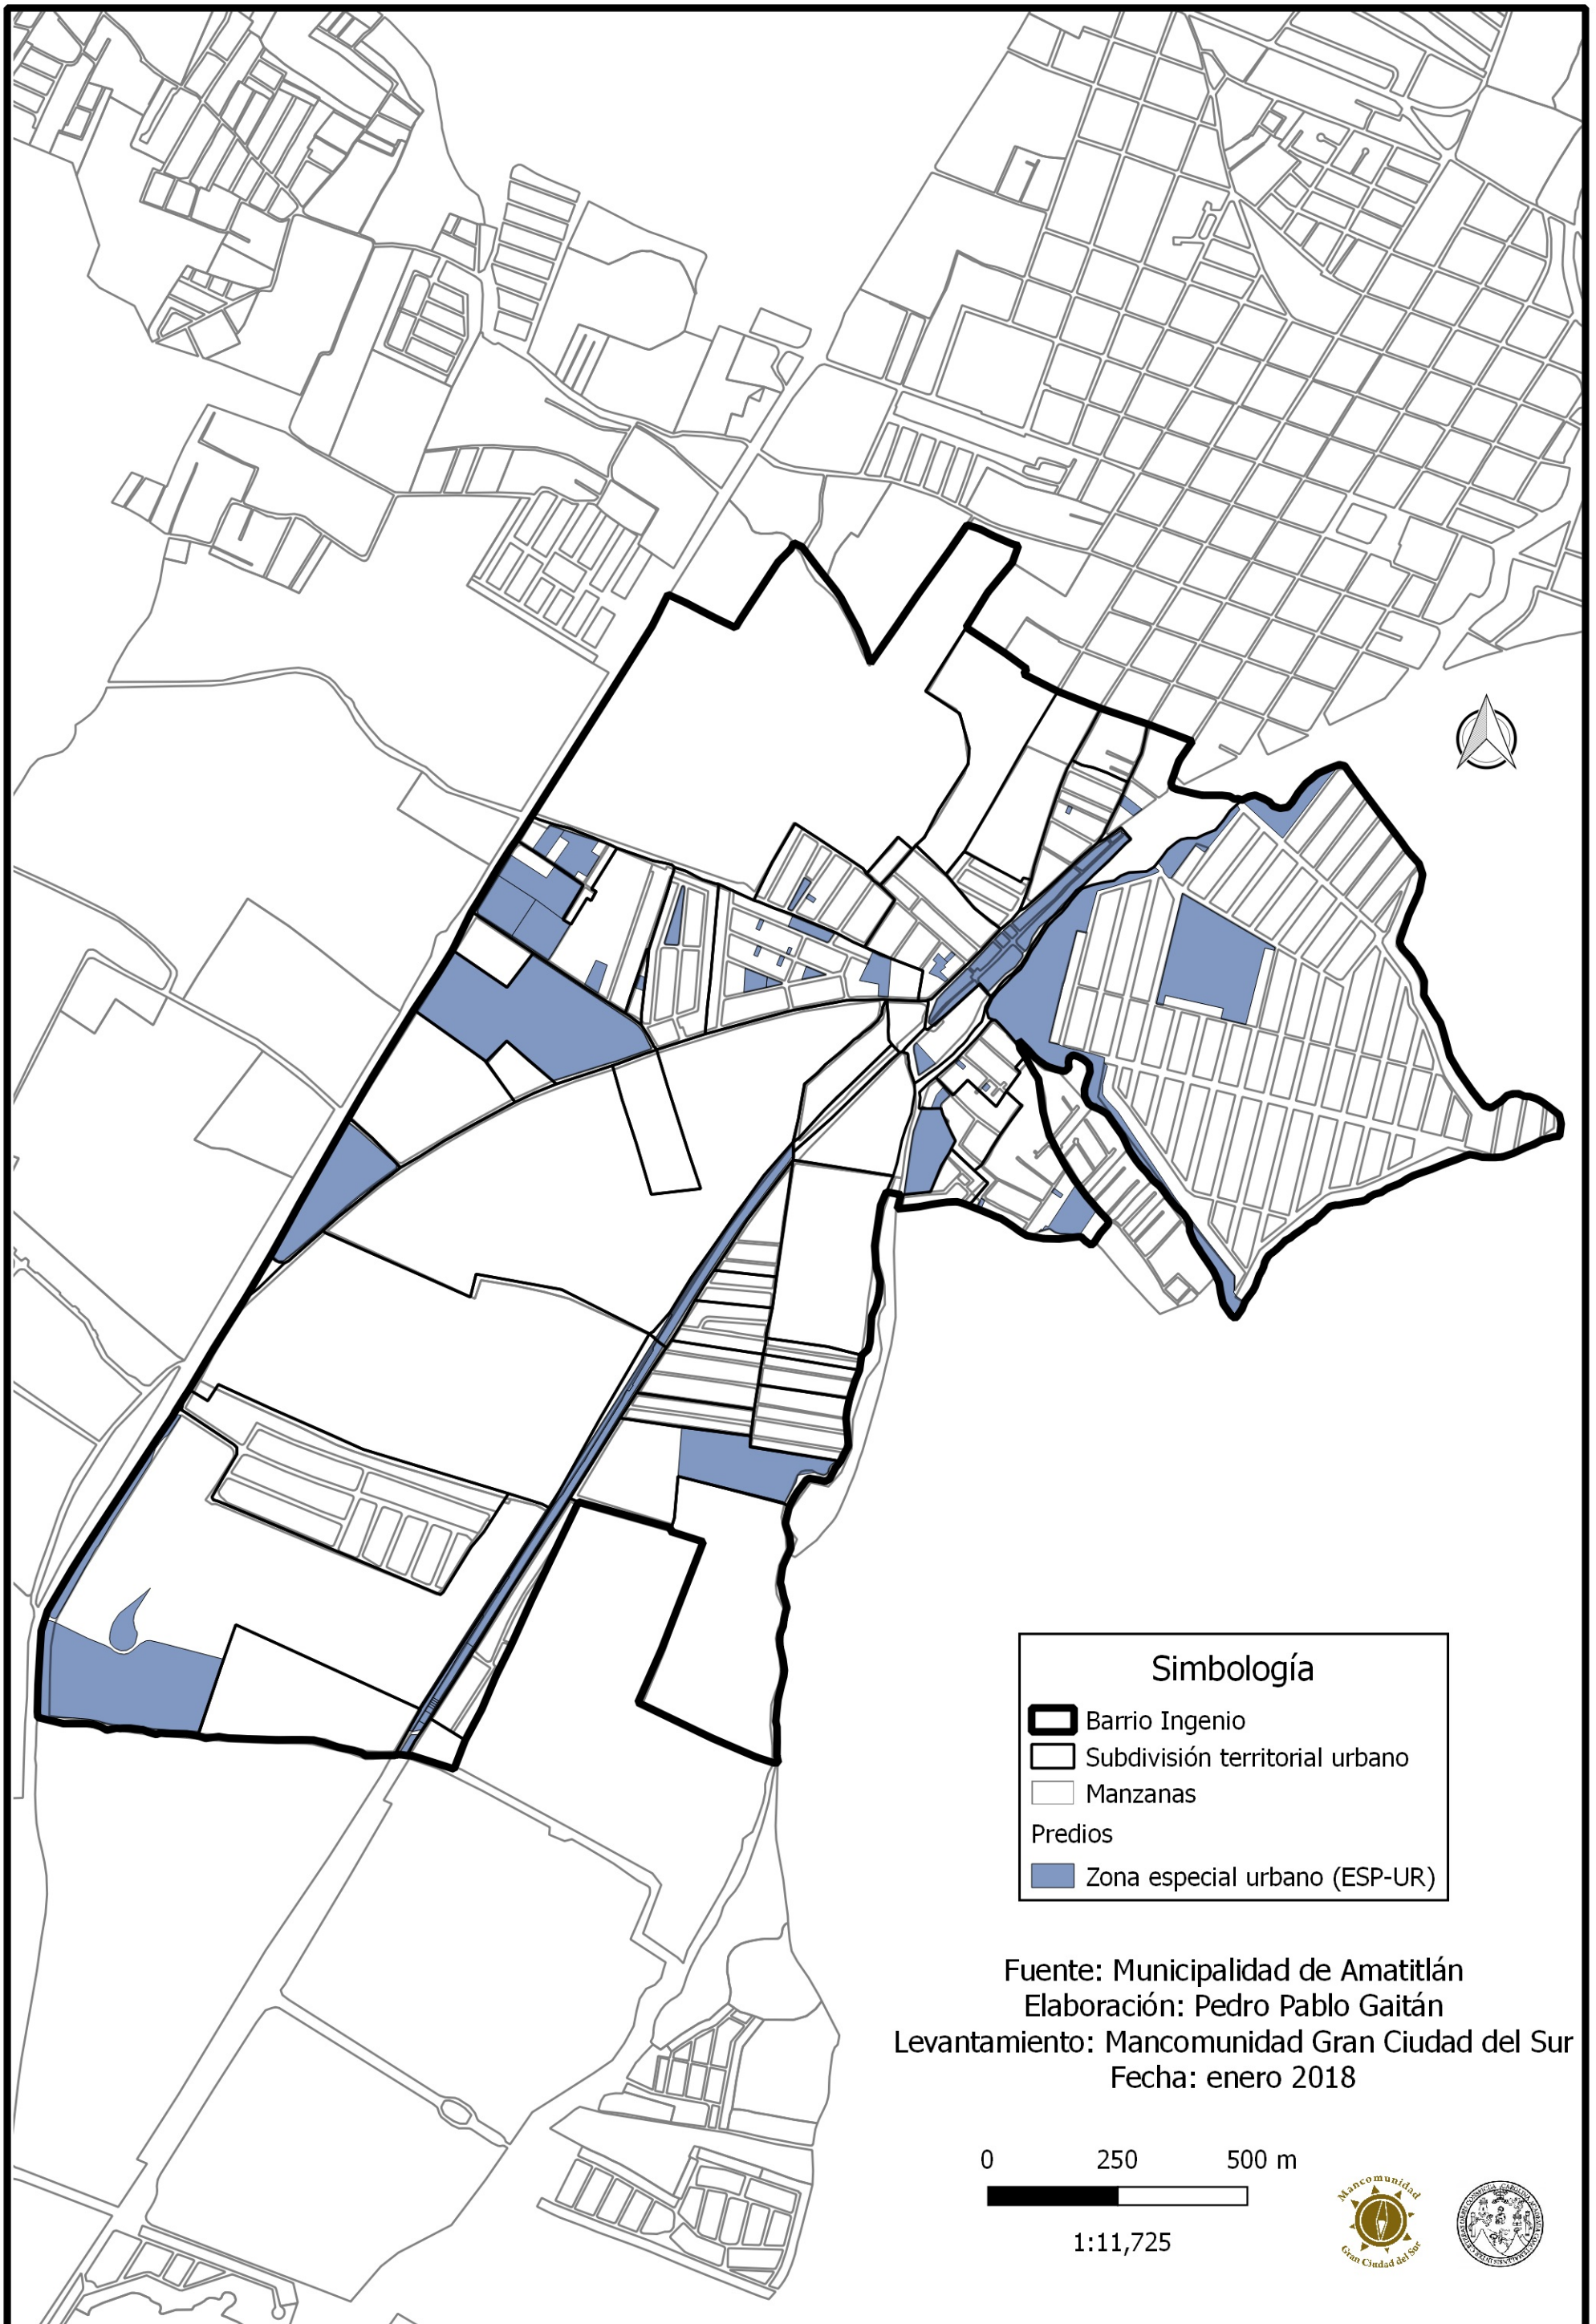 Simbología
Barrio Ingenio
Subdivisión territorial urbano
Manzanas
Predios
Zona especial urbano (ESP-UR)
Fuente: Municipalidad de Amatitlán
Elaboración: Pedro Pablo Gaitán
Levantamiento: Mancomunidad Gran Ciudad del Sur
Fecha: enero 2018
0 250 500 m
1:11,725
Mancomunidad
Gran Ciudad del Sur